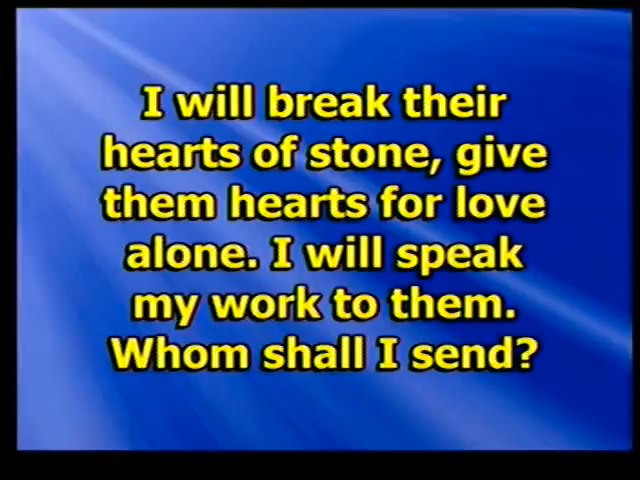 I will break their
hearts of stone, give
them hearts for love
alone. I will speak
my work to them.
Whom shall I send?